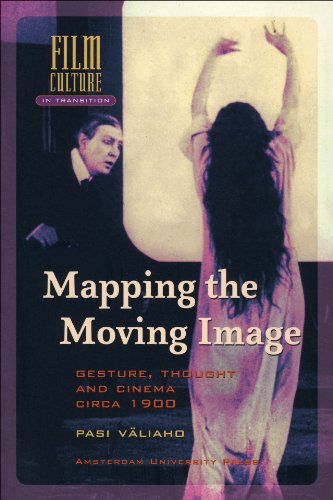 FILM
CULTURE
IN TRANSITION
Mapping the
Moving Image
GESTURE, THOUGHT
AND CINEMA
CIRCA 1900
PASI VÄLIAHO
AMSTERDAM UNIVERSITY PRESS